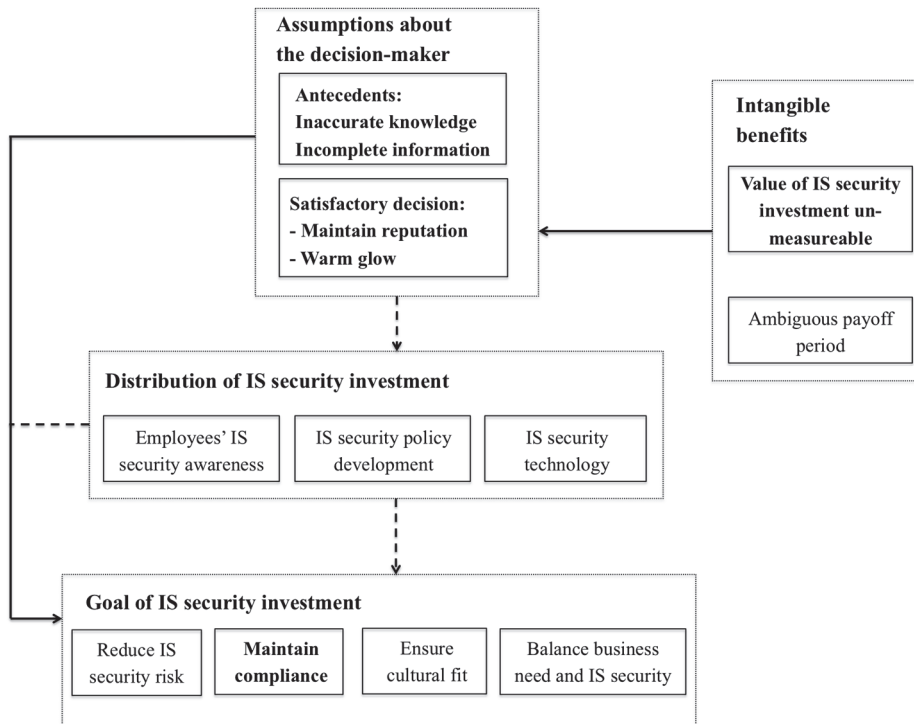 Assumptions about
the decision-maker
Antecedents:
Inaccurate knowledge
Incomplete information
Satisfactory decision:
- Maintain reputation
- Warm glow
Intangible
benefits
Value of IS security
investment un-
measureable
Ambiguous payoff
period
Distribution of IS security investment
Employees’ IS
security awareness
IS security policy
development
IS security
technology
Goal of IS security investment
Reduce IS
security risk
Maintain
compliance
Ensure
cultural fit
Balance business
need and IS security